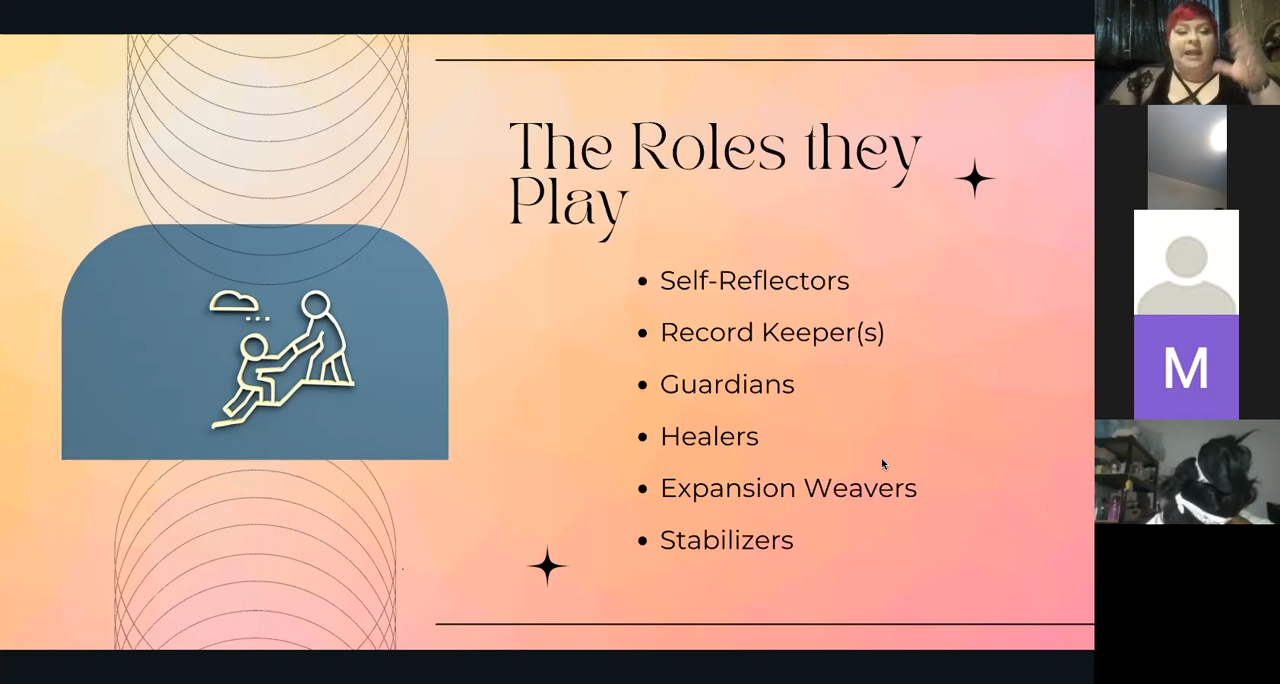 The Roles they
Play
Self-Reflectors
Record Keeper(s)
Guardians
Healers
Expansion Weavers
Stabilizers
M